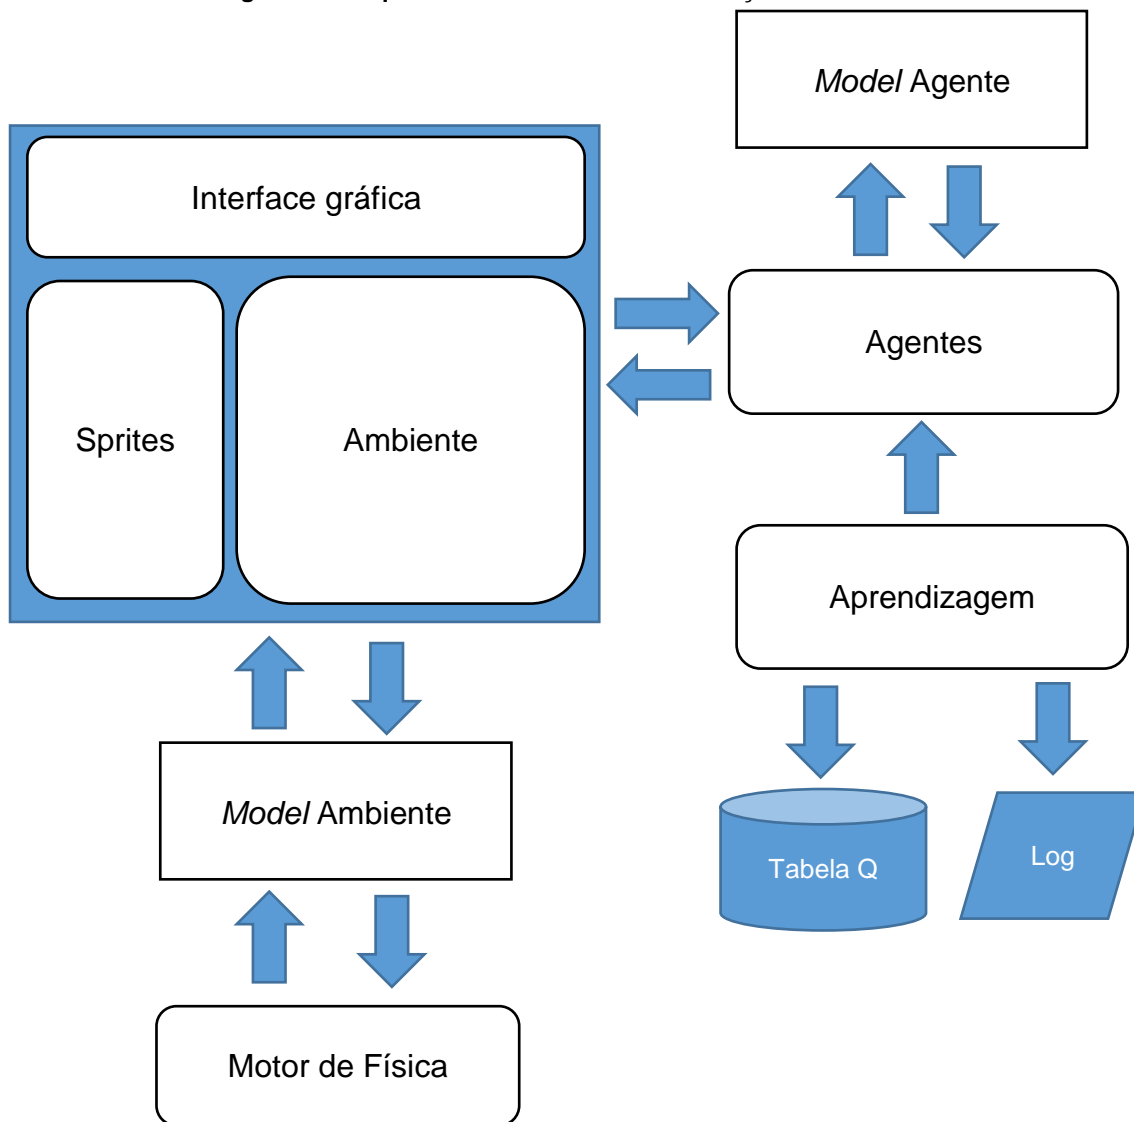 Model Agente
Interface gráfica
Agentes
Sprites
Ambiente
Aprendizagem
Model Ambiente
Tabela Q
Log
Motor de Física